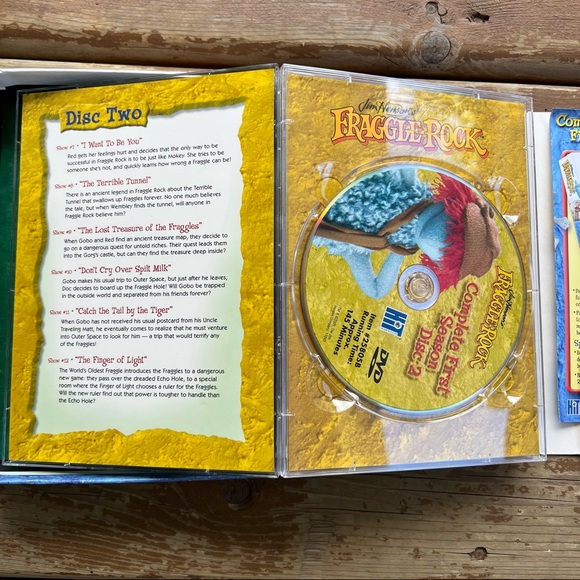 Disc Two
Show #7 • "I Want To Be You"
Red gets her feelings hurt and decides that the only way to be
successful in Fraggle Rock is to be just like Mokey. She tries to be
someone she's not, and quickly learns how wrong a Fraggle can be!
Show #8 • "The Terrible Tunnel"
There is an ancient legend in Fraggle Rock about the Terrible
Tunnel that swallows up Fraggles forever. No one much believes
the tale, but when Wembley finds the tunnel, will anyone in
Fraggle Rock believe him?
Show #9 • "The Lost Treasure of the Fraggles"
When Gobo and Red find an ancient treasure map, they decide to
go on a dangerous quest for untold riches. Their quest leads them
into the Gorg's castle, but can they find the treasure deep inside?
Show #10 • "Don't Cry Over Spilt Milk"
Gobo makes his usual trip to Outer Space, but just after he leaves,
Doc decides to board up the Fraggle Hole! Will Gobo be trapped
in the outside world and separated from his friends forever?
Show #11 • "Catch the Tail by the Tiger"
When Gobo has not received his usual postcard from his Uncle
Traveling Matt, he eventually comes to realize that he must venture
into Outer Space to look for him — a trip that would terrify any
of the Fraggles!
Show #12 • "The Finger of Light"
The World's Oldest Fraggle introduces the Fraggles to a dangerous
new game: they pass over the dreaded Echo Hole, to a special
room where the Finger of Light chooses a ruler for the Fraggles.
Will the new ruler find out that power is tougher to handle than
the Echo Hole?
Jim Henson's
FRAGGLE ROCK
Jim Henson's
FRAGGLE ROCK
Complete First
Season
Disc 2
DVD
HiT
Item #238058
Running Time:
Approx.
145 Minutes
HiT